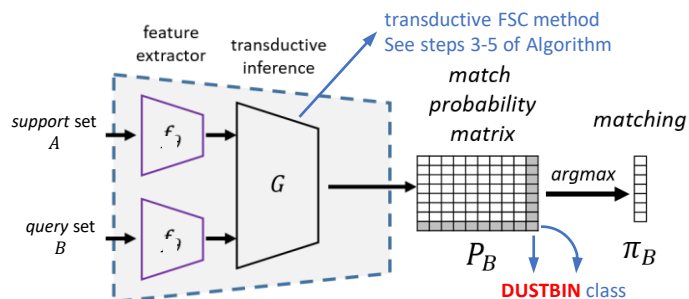 transductive FSC method
See steps 3-5 of Algorithm
feature
extractor
transductive
inference
match
probability
matrix
matching
support set
A
G
argmax
query set
B
P_B
π_B
DUSTBIN class